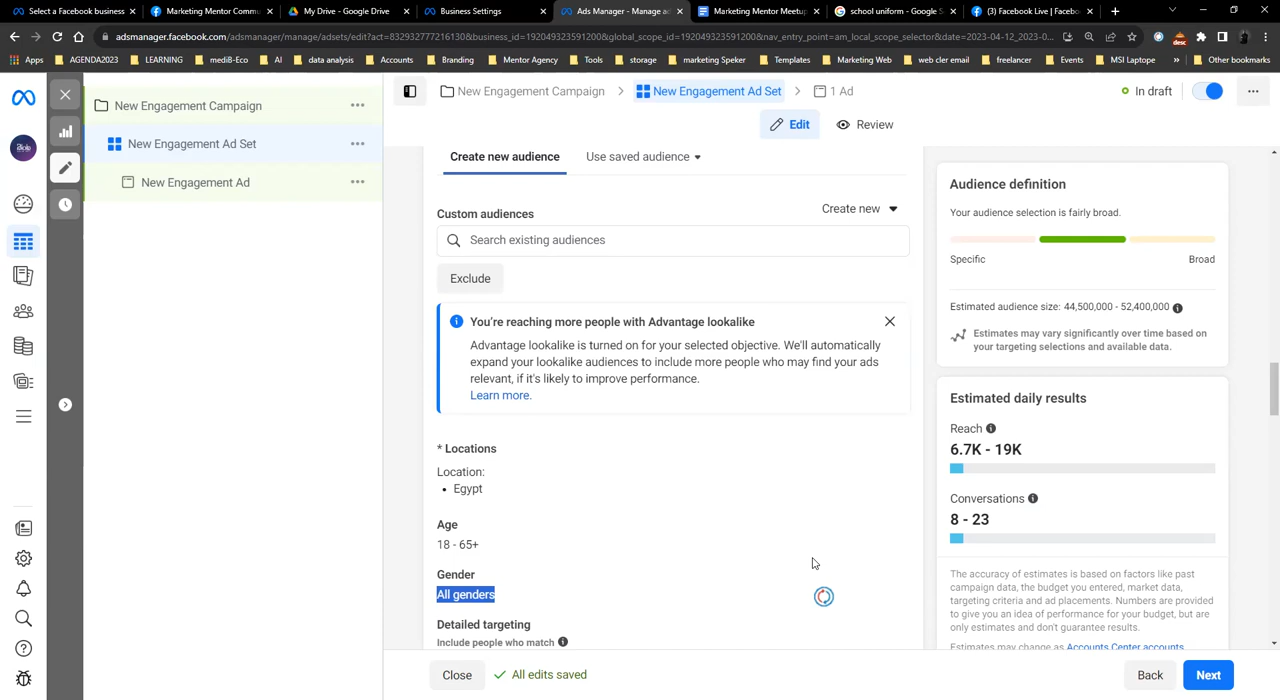 Select a Facebook business
Marketing Mentor Commu
My Drive - Google Drive
Business Settings
Ads Manager - Manage ad
Marketing Mentor Meetup
school uniform - Google S
(3) Facebook Live | Facebo
adsmanager.facebook.com/adsmanager/manage/adsets/edit?act=832932777216130&business_id=192049323591200&global_scope_id=192049323591200&nav_entry_point=am_local_scope_selector&date=2023-04-12_2023-0...
Apps
AGENDA2023
LEARNING
medi8-Eco
AI
data analysis
Accounts
Branding
Mentor Agency
Tools
storage
marketing Speker
Templates
Marketing Web
web cler email
freelancer
Events
MSI Laptope
»
Other bookmarks
New Engagement Campaign
New Engagement Ad Set
New Engagement Ad
New Engagement Campaign > New Engagement Ad Set > 1 Ad
In draft
Edit
Review
Create new audience
Use saved audience
Custom audiences
Create new
Search existing audiences
Exclude
You're reaching more people with Advantage lookalike
Advantage lookalike is turned on for your selected objective. We'll automatically
expand your lookalike audiences to include more people who may find your ads
relevant, if it's likely to improve performance.
Learn more.
* Locations
Location:
• Egypt
Age
18 - 65+
Gender
All genders
Detailed targeting
Include people who match
Close
All edits saved
Back
Next
Audience definition
Your audience selection is fairly broad.
Specific
Broad
Estimated audience size: 44,500,000 - 52,400,000
Estimates may vary significantly over time based on
your targeting selections and available data.
Estimated daily results
Reach
6.7K - 19K
Conversations
8 - 23
The accuracy of estimates is based on factors like past
campaign data, the budget you entered, market data,
targeting criteria and ad placements. Numbers are provided
to give you an idea of performance for your budget, but are
only estimates and don't guarantee results.
Estimates may change as Accounts Center accounts